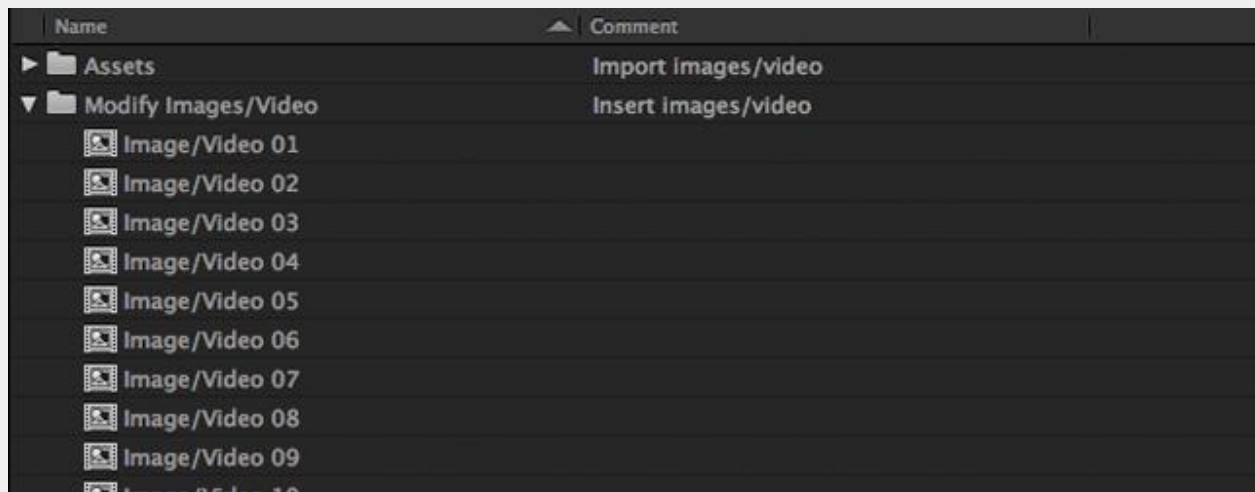 Name Comment
Assets Import images/video
Modify Images/Video Insert images/video
Image/Video 01
Image/Video 02
Image/Video 03
Image/Video 04
Image/Video 05
Image/Video 06
Image/Video 07
Image/Video 08
Image/Video 09